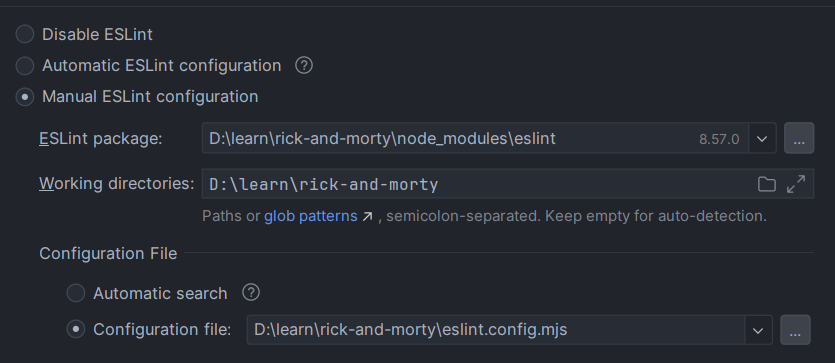 Disable ESLint
Automatic ESLint configuration ?
Manual ESLint configuration
ESLint package: D:\learn\rick-and-morty\node_modules\eslint 8.57.0 ...
Working directories: D:\learn\rick-and-morty
Paths or glob patterns ↗ , semicolon-separated. Keep empty for auto-detection.
Configuration File
Automatic search ?
Configuration file: D:\learn\rick-and-morty\eslint.config.mjs ...